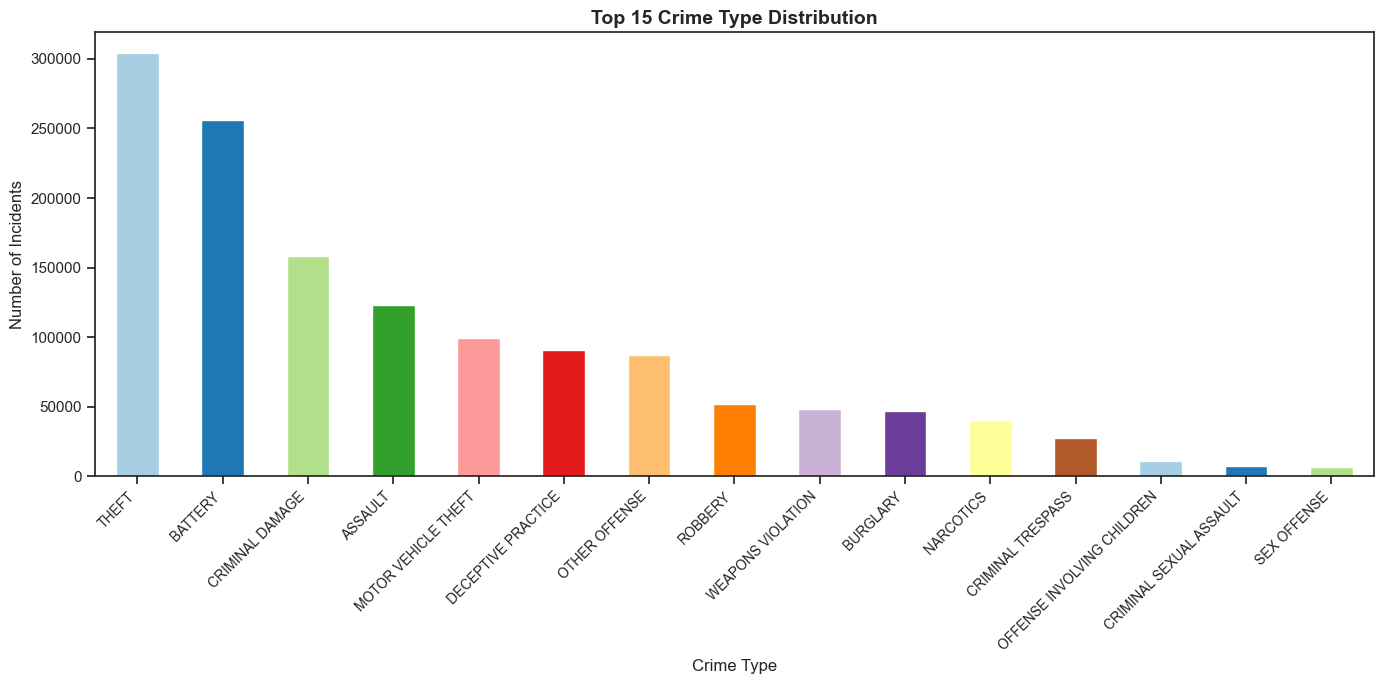 Top 15 Crime Type Distribution
Number of Incidents
300000
250000
200000
150000
100000
50000
0
THEFT
BATTERY
CRIMINAL DAMAGE
ASSAULT
MOTOR VEHICLE THEFT
DECEPTIVE PRACTICE
OTHER OFFENSE
ROBBERY
WEAPONS VIOLATION
BURGLARY
NARCOTICS
CRIMINAL TRESPASS
OFFENSE INVOLVING CHILDREN
CRIMINAL SEXUAL ASSAULT
SEX OFFENSE
Crime Type